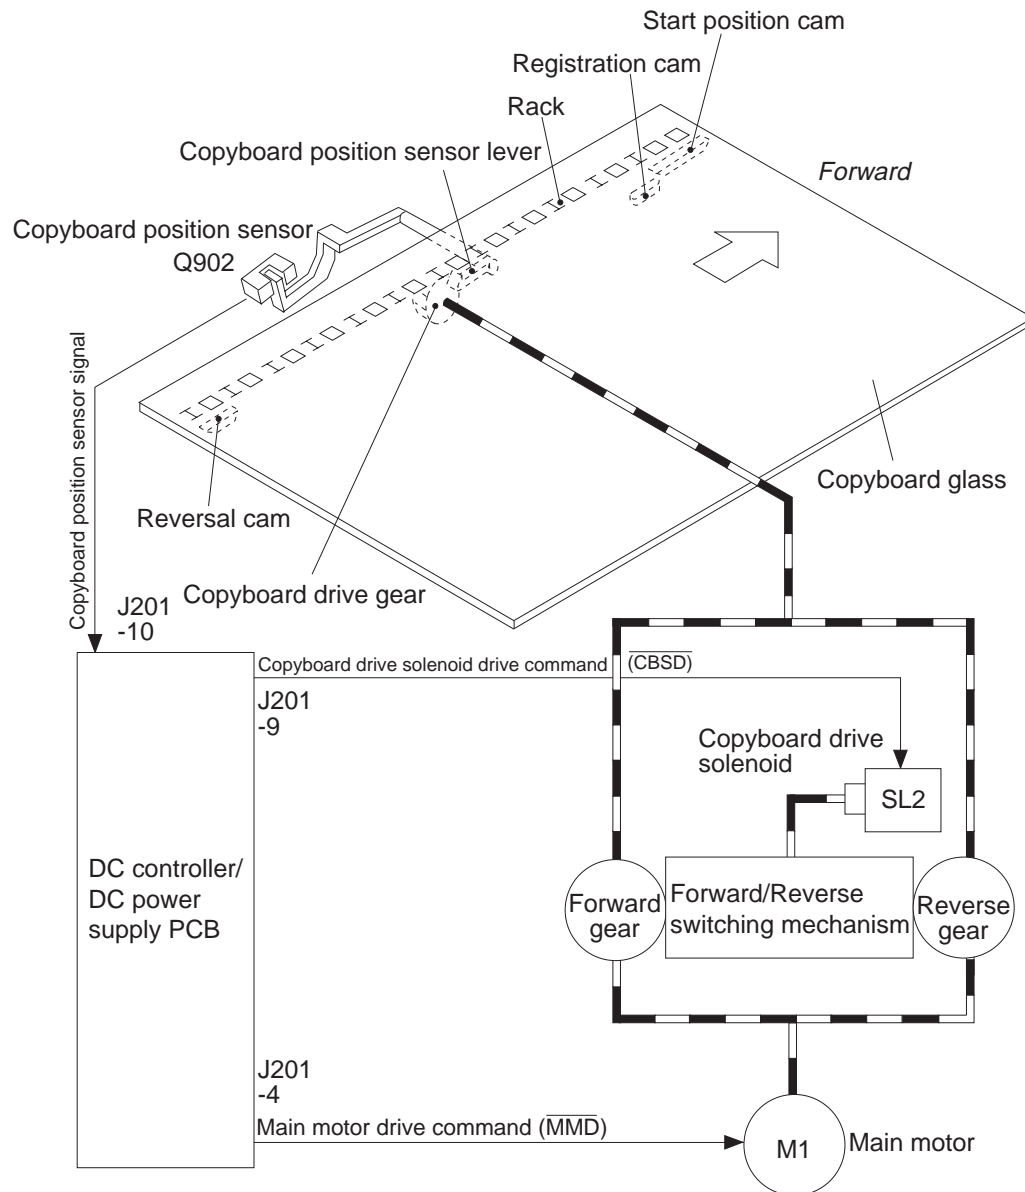 Start position cam
Registration cam
Rack
Copyboard position sensor lever
Forward
Copyboard position sensor
Q902
Copyboard position sensor signal
Copyboard glass
Reversal cam
Copyboard drive gear
J201
-10
Copyboard drive solenoid drive command (CBSD)
J201
-9
Copyboard drive
solenoid
SL2
DC controller/
DC power
supply PCB
Forward
gear
Forward/Reverse
switching mechanism
Reverse
gear
J201
-4
Main motor drive command (MMD)
M1
Main motor